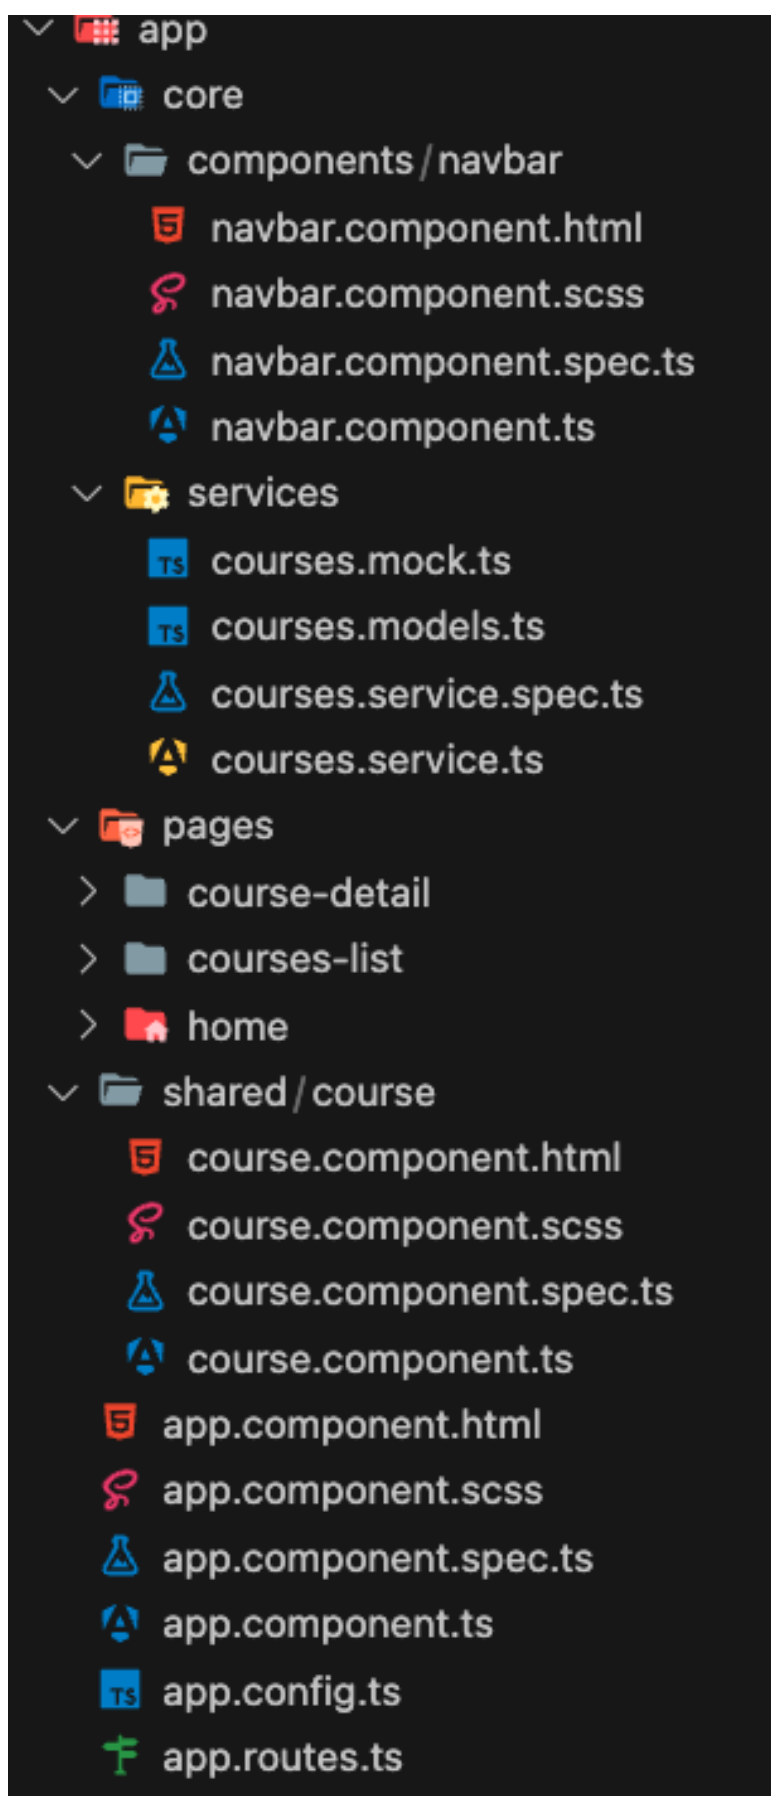 app
core
components/navbar
navbar.component.html
navbar.component.scss
navbar.component.spec.ts
navbar.component.ts
services
courses.mock.ts
courses.models.ts
courses.service.spec.ts
courses.service.ts
pages
course-detail
courses-list
home
shared/course
course.component.html
course.component.scss
course.component.spec.ts
course.component.ts
app.component.html
app.component.scss
app.component.spec.ts
app.component.ts
app.config.ts
app.routes.ts